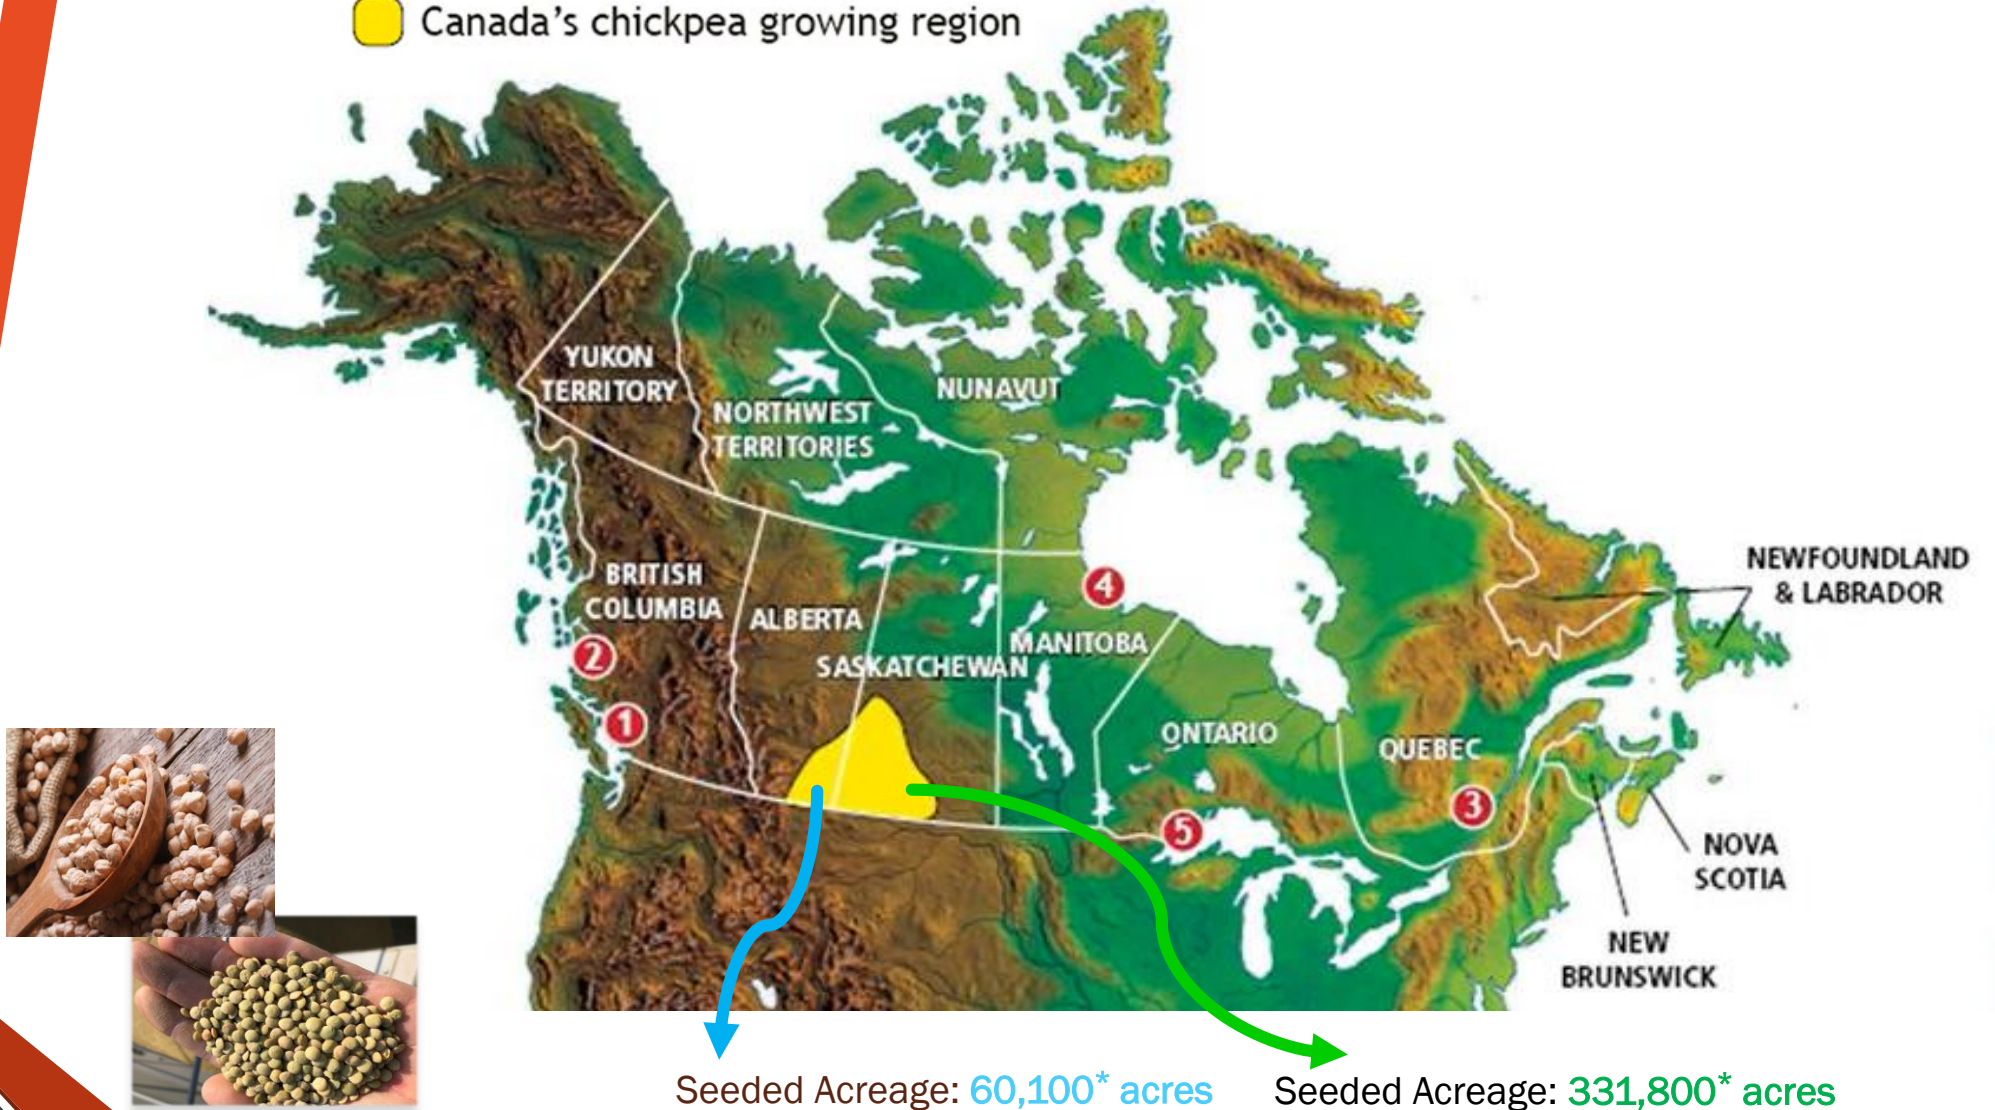 Canada's chickpea growing region
YUKON
TERRITORY
NORTHWEST
TERRITORIES
NUNAVUT
BRITISH
COLUMBIA
ALBERTA
SASKATCHEWAN
MANITOBA
ONTARIO
QUEBEC
NEWFOUNDLAND
& LABRADOR
NOVA
SCOTIA
NEW
BRUNSWICK
4
2
1
3
5
Seeded Acreage: 60,100* acres
Seeded Acreage: 331,800* acres